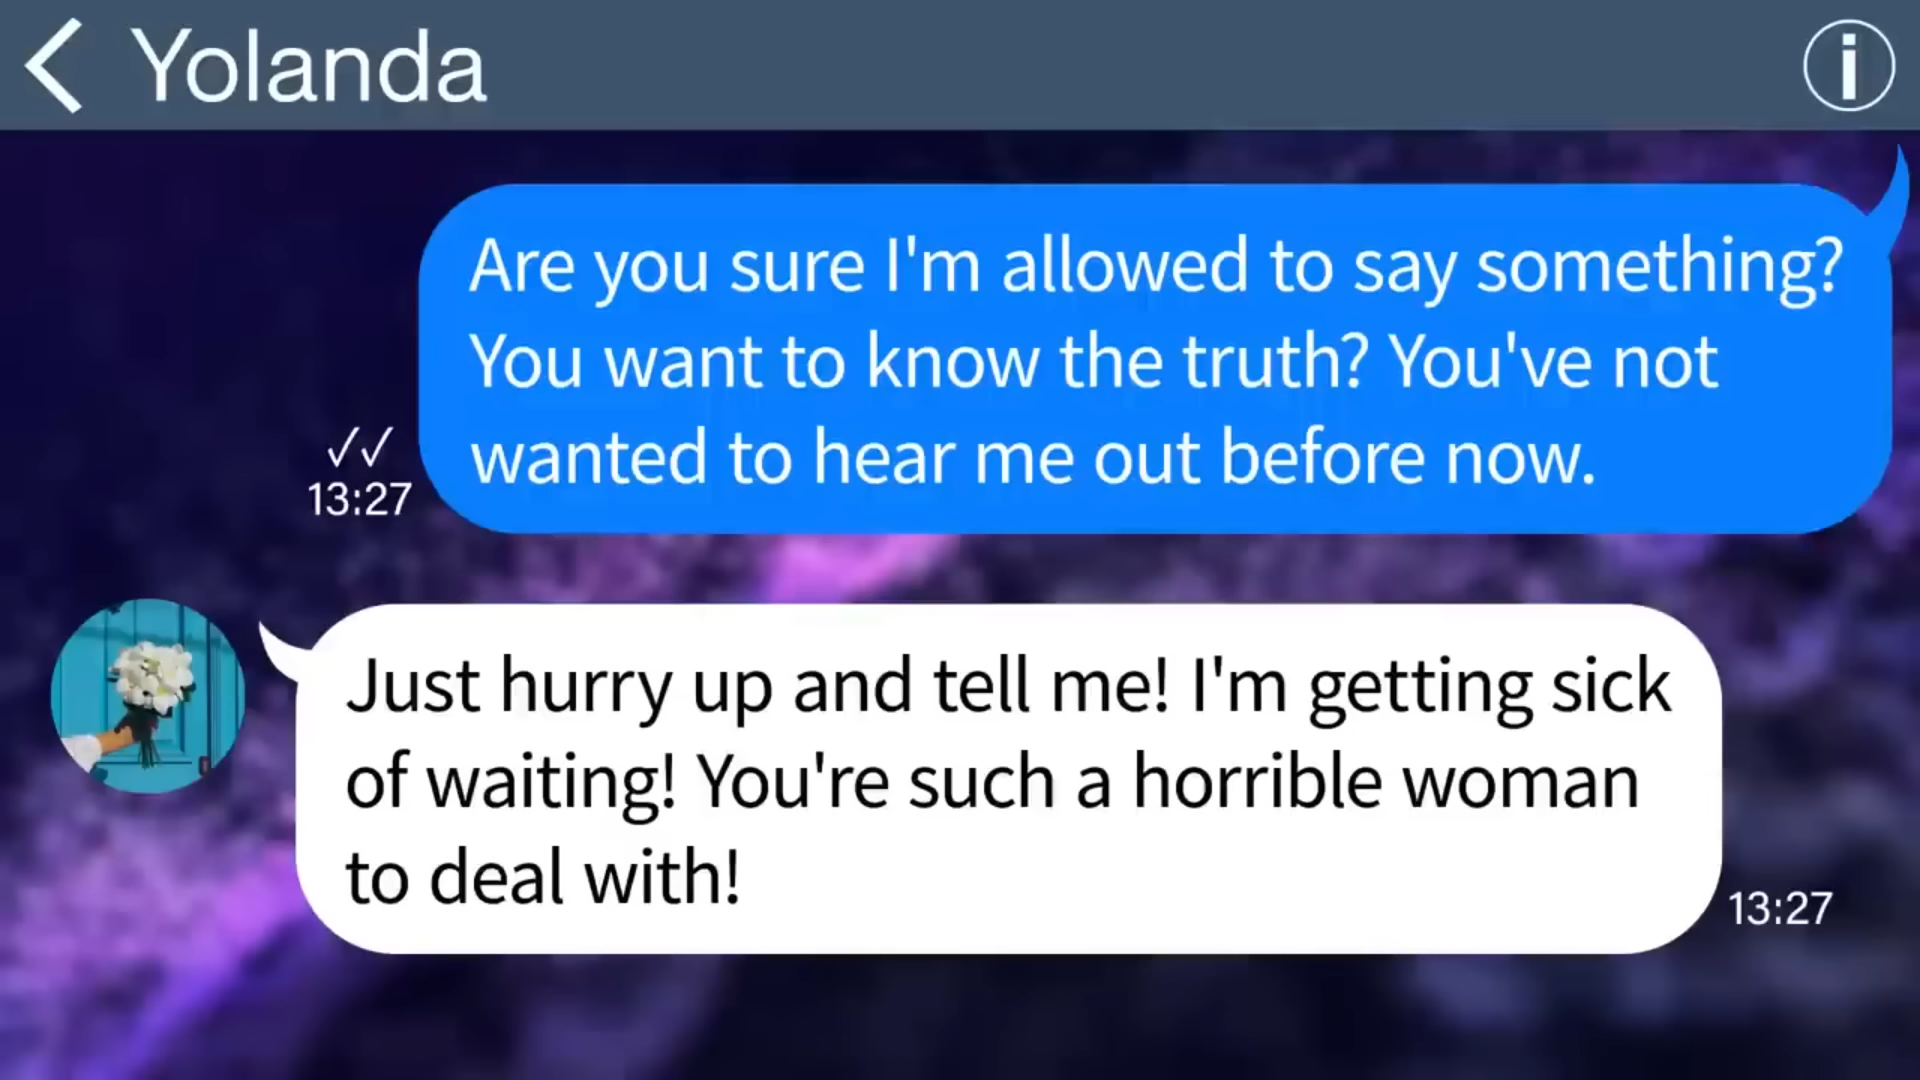 Yolanda
Are you sure I'm allowed to say something?
You want to know the truth? You've not
wanted to hear me out before now.
13:27
Just hurry up and tell me! I'm getting sick
of waiting! You're such a horrible woman
to deal with!
13:27